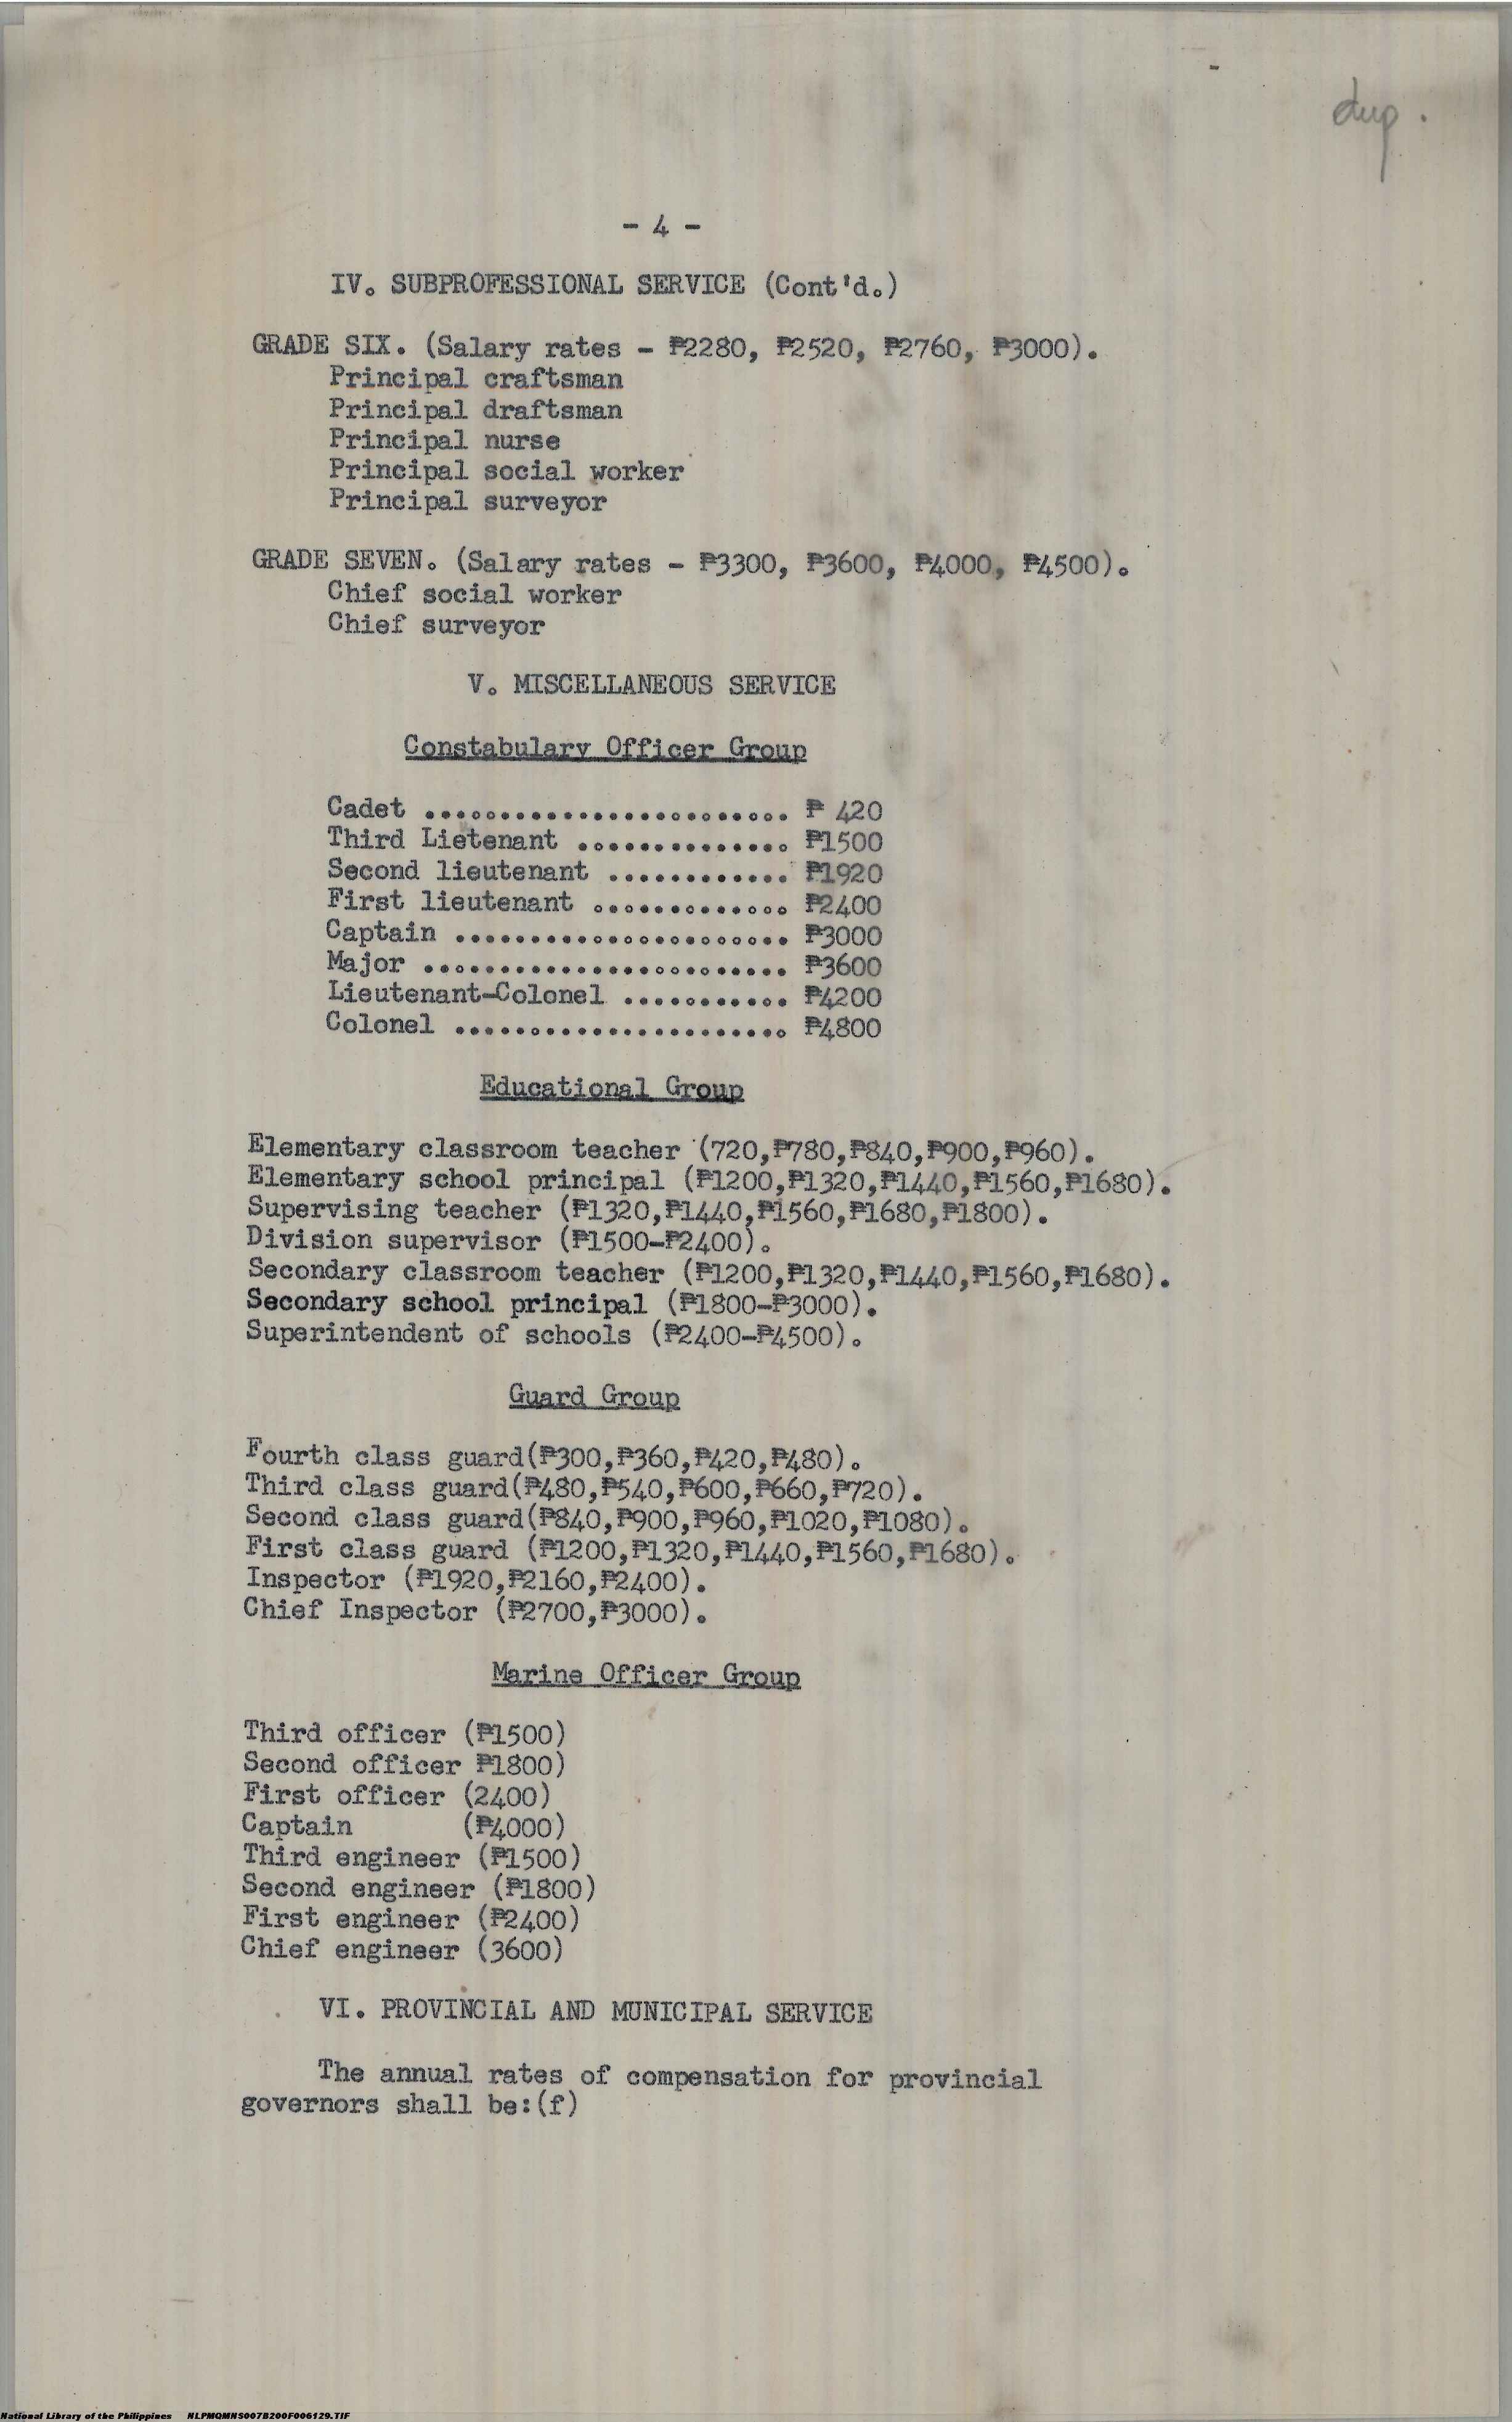 dup.
- 4 -
IV. SUBPROFESSIONAL SERVICE (Cont'd.)
GRADE SIX. (Salary rates - ₱2280, ₱2520, ₱2760, ₱3000).
Principal craftsman
Principal draftsman
Principal nurse
Principal social worker
Principal surveyor
GRADE SEVEN. (Salary rates - ₱3300, ₱3600, ₱4000, ₱4500).
Chief social worker
Chief surveyor
V. MISCELLANEOUS SERVICE
Constabulary Officer Group
Cadet ........................ ₱ 420
Third Lietenant .............. ₱1500
Second lieutenant ............ ₱1920
First lieutenant ............. ₱2400
Captain ...................... ₱3000
Major ........................ ₱3600
Lieutenant-Colonel ........... ₱4200
Colonel ...................... ₱4800
Educational Group
Elementary classroom teacher (720,₱780,₱840,₱900,₱960).
Elementary school principal (₱1200,₱1320,₱1440,₱1560,₱1680).
Supervising teacher (₱1320,₱1440,₱1560,₱1680,₱1800).
Division supervisor (₱1500-₱2400).
Secondary classroom teacher (₱1200,₱1320,₱1440,₱1560,₱1680).
Secondary school principal (₱1800-₱3000).
Superintendent of schools (₱2400-₱4500).
Guard Group
Fourth class guard(₱300,₱360,₱420,₱480).
Third class guard(₱480,₱540,₱600,₱660,₱720).
Second class guard(₱840,₱900,₱960,₱1020,₱1080).
First class guard (₱1200,₱1320,₱1440,₱1560,₱1680).
Inspector (₱1920,₱2160,₱2400).
Chief Inspector (₱2700,₱3000).
Marine Officer Group
Third officer (₱1500)
Second officer ₱1800)
First officer (2400)
Captain (₱4000)
Third engineer (₱1500)
Second engineer (₱1800)
First engineer (₱2400)
Chief engineer (3600)
VI. PROVINCIAL AND MUNICIPAL SERVICE
The annual rates of compensation for provincial
governors shall be:(f)
National Library of the Philippines NLPMQMNS007B200F006129.TIF